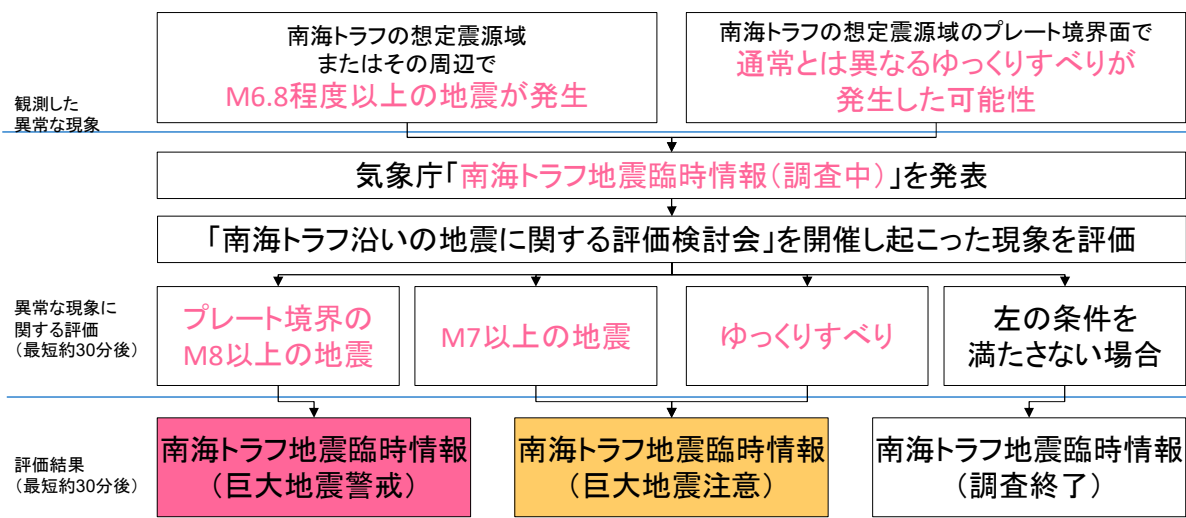 南海トラフの想定震源域
またはその周辺で
M6.8程度以上の地震が発生
南海トラフの想定震源域のプレート境界面で
通常とは異なるゆっくりすべりが
発生した可能性
観測した
異常な現象
気象庁「南海トラフ地震臨時情報（調査中）」を発表
「南海トラフ沿いの地震に関する評価検討会」を開催し起こった現象を評価
異常な現象に
関する評価
（最短約30分後）
プレート境界の
M8以上の地震
M7以上の地震
ゆっくりすべり
左の条件を
満たさない場合
評価結果
（最短約30分後）
南海トラフ地震臨時情報
（巨大地震警戒）
南海トラフ地震臨時情報
（巨大地震注意）
南海トラフ地震臨時情報
（調査終了）